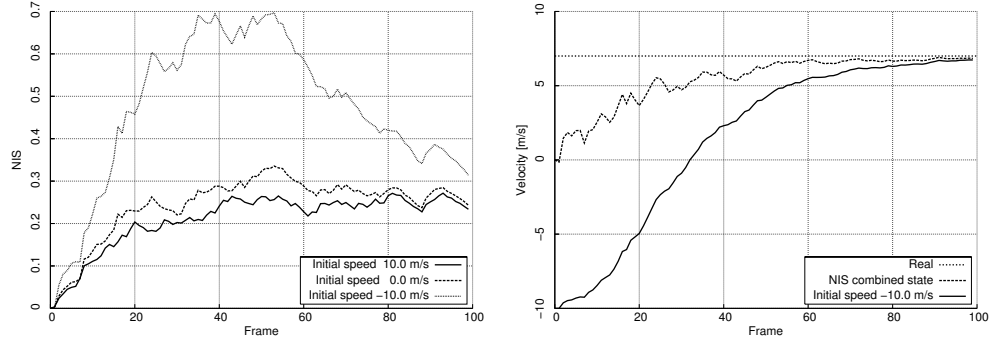 0.7
0.6
0.5
0.4
0.3
0.2
0.1
0
NIS
0 20 40 60 80 100
Frame
Initial speed 10.0 m/s
Initial speed 0.0 m/s
Initial speed −10.0 m/s
10
5
0
−5
−10
Velocity [m/s]
0 20 40 60 80 100
Frame
Real
NIS combined state
Initial speed −10.0 m/s